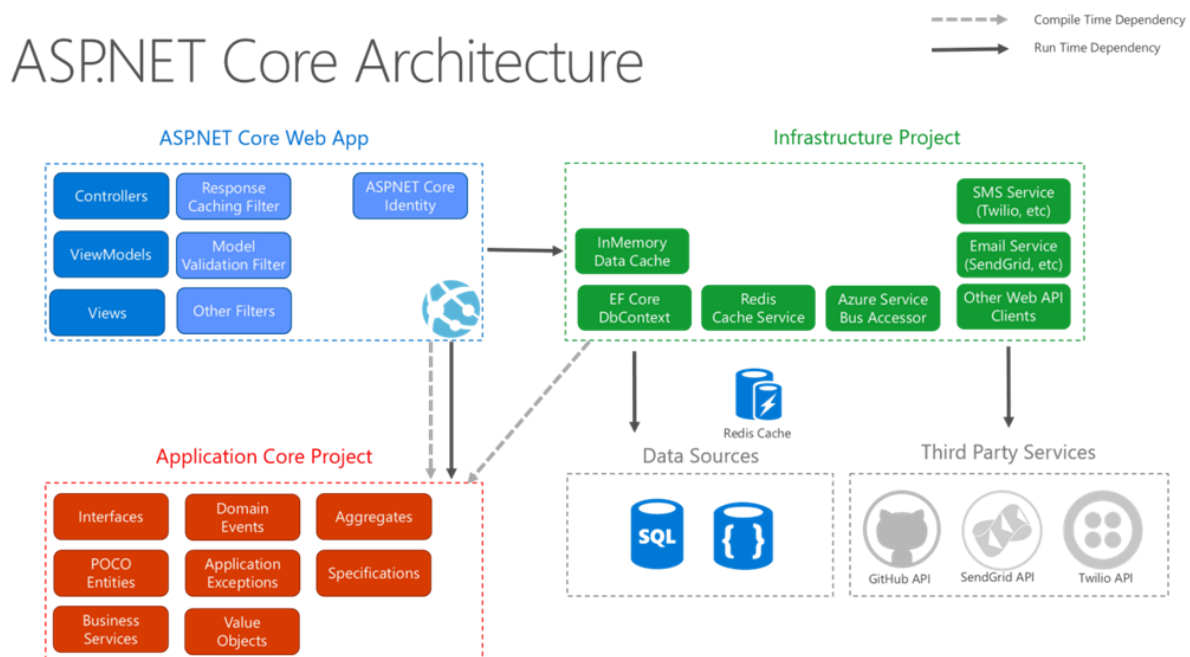 Compile Time Dependency
Run Time Dependency
ASP.NET Core Architecture
ASP.NET Core Web App
Controllers
Response
Caching Filter
ASP.NET Core
Identity
ViewModels
Model
Validation Filter
Views
Other Filters
Infrastructure Project
SMS Service
(Twilio, etc)
InMemory
Data Cache
Email Service
(SendGrid, etc)
EF Core
DbContext
Redis
Cache Service
Azure Service
Bus Accessor
Other Web API
Clients
Redis Cache
Application Core Project
Interfaces
Domain
Events
Aggregates
POCO
Entities
Application
Exceptions
Specifications
Business
Services
Value
Objects
Data Sources
SQL
{ }
Third Party Services
GitHub API
SendGrid API
Twilio API